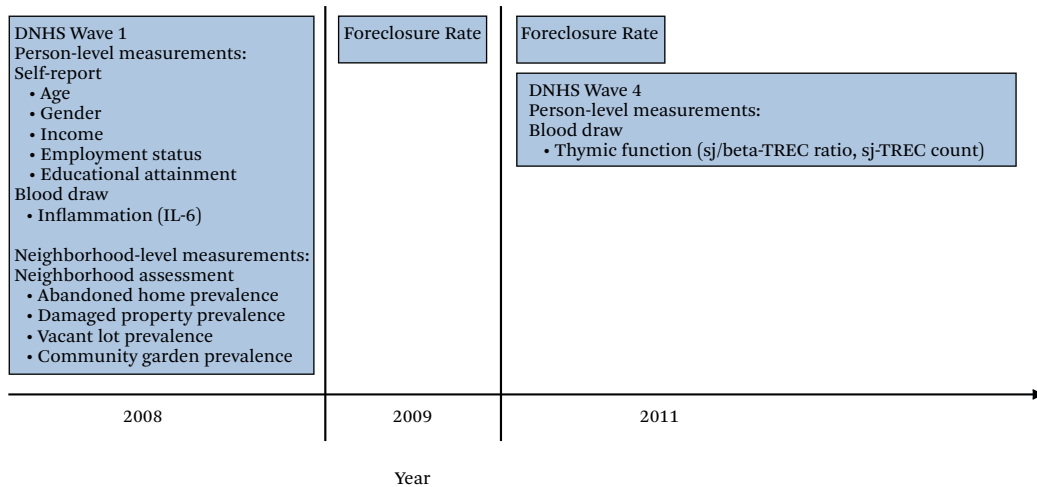 DNHS Wave 1
Person-level measurements:
Self-report
• Age
• Gender
• Income
• Employment status
• Educational attainment
Blood draw
• Inflammation (IL-6)
Neighborhood-level measurements:
Neighborhood assessment
• Abandoned home prevalence
• Damaged property prevalence
• Vacant lot prevalence
• Community garden prevalence
Foreclosure Rate
Foreclosure Rate
DNHS Wave 4
Person-level measurements:
Blood draw
• Thymic function (sj/beta-TREC ratio, sj-TREC count)
2008
2009
2011
Year